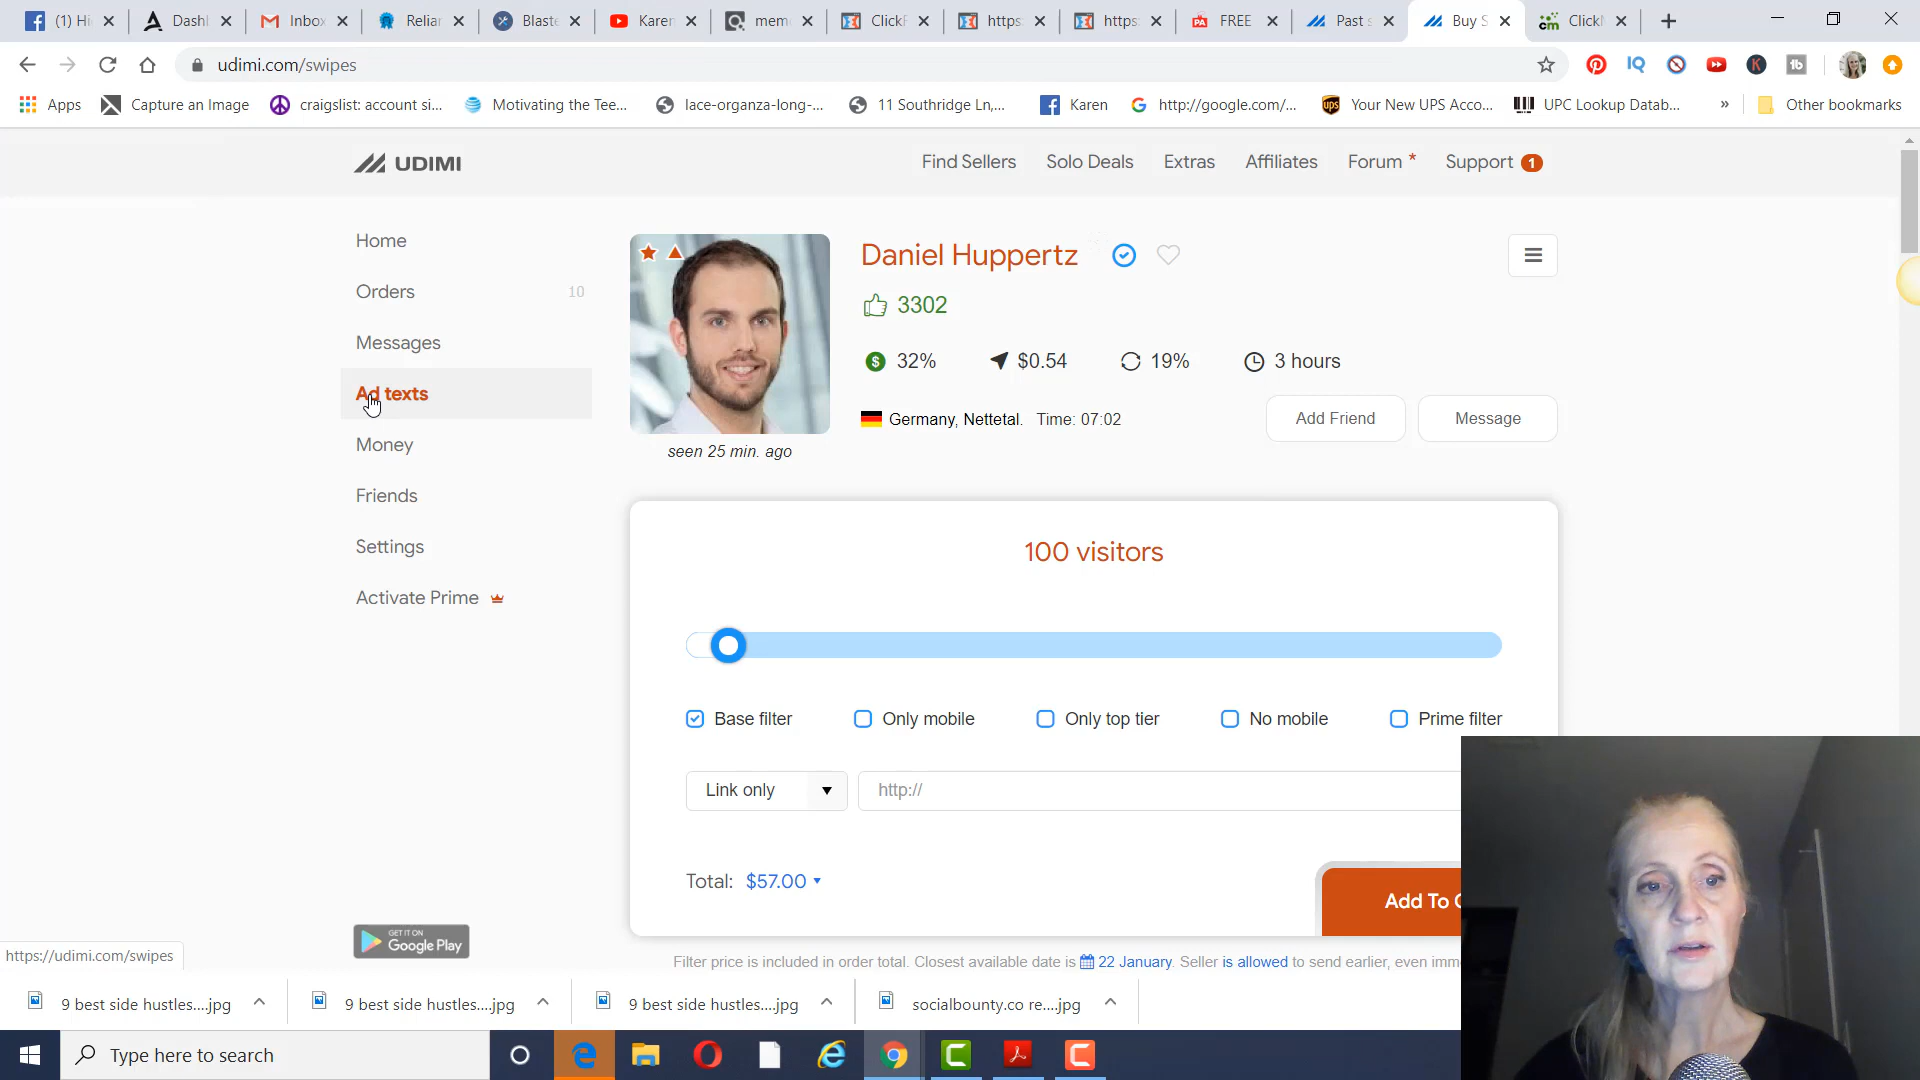 (1) Hi
Dashl
Inbox
Relian
Blaste
Karen
mem
ClickF
https:
https:
FREE
Past s
Buy S
ClickM
udimi.com/swipes
Apps
Capture an Image
craigslist: account si...
Motivating the Tee...
lace-organza-long-...
11 Southridge Ln,...
Karen
http://google.com/...
Your New UPS Acco...
UPC Lookup Datab...
»
Other bookmarks
UDIMI
Find Sellers
Solo Deals
Extras
Affiliates
Forum *
Support 1
Home
Orders 10
Messages
Ad texts
Money
Friends
Settings
Activate Prime
Daniel Huppertz
3302
32%
$0.54
19%
3 hours
Germany, Nettetal. Time: 07:02
Add Friend
Message
seen 25 min. ago
100 visitors
Base filter
Only mobile
Only top tier
No mobile
Prime filter
Link only
http://
Total: $57.00
Add To C
Filter price is included in order total. Closest available date is 22 January. Seller is allowed to send earlier, even imm
GET IT ON
Google Play
https://udimi.com/swipes
9 best side hustles....jpg
9 best side hustles....jpg
9 best side hustles....jpg
socialbounty.co re....jpg
Type here to search